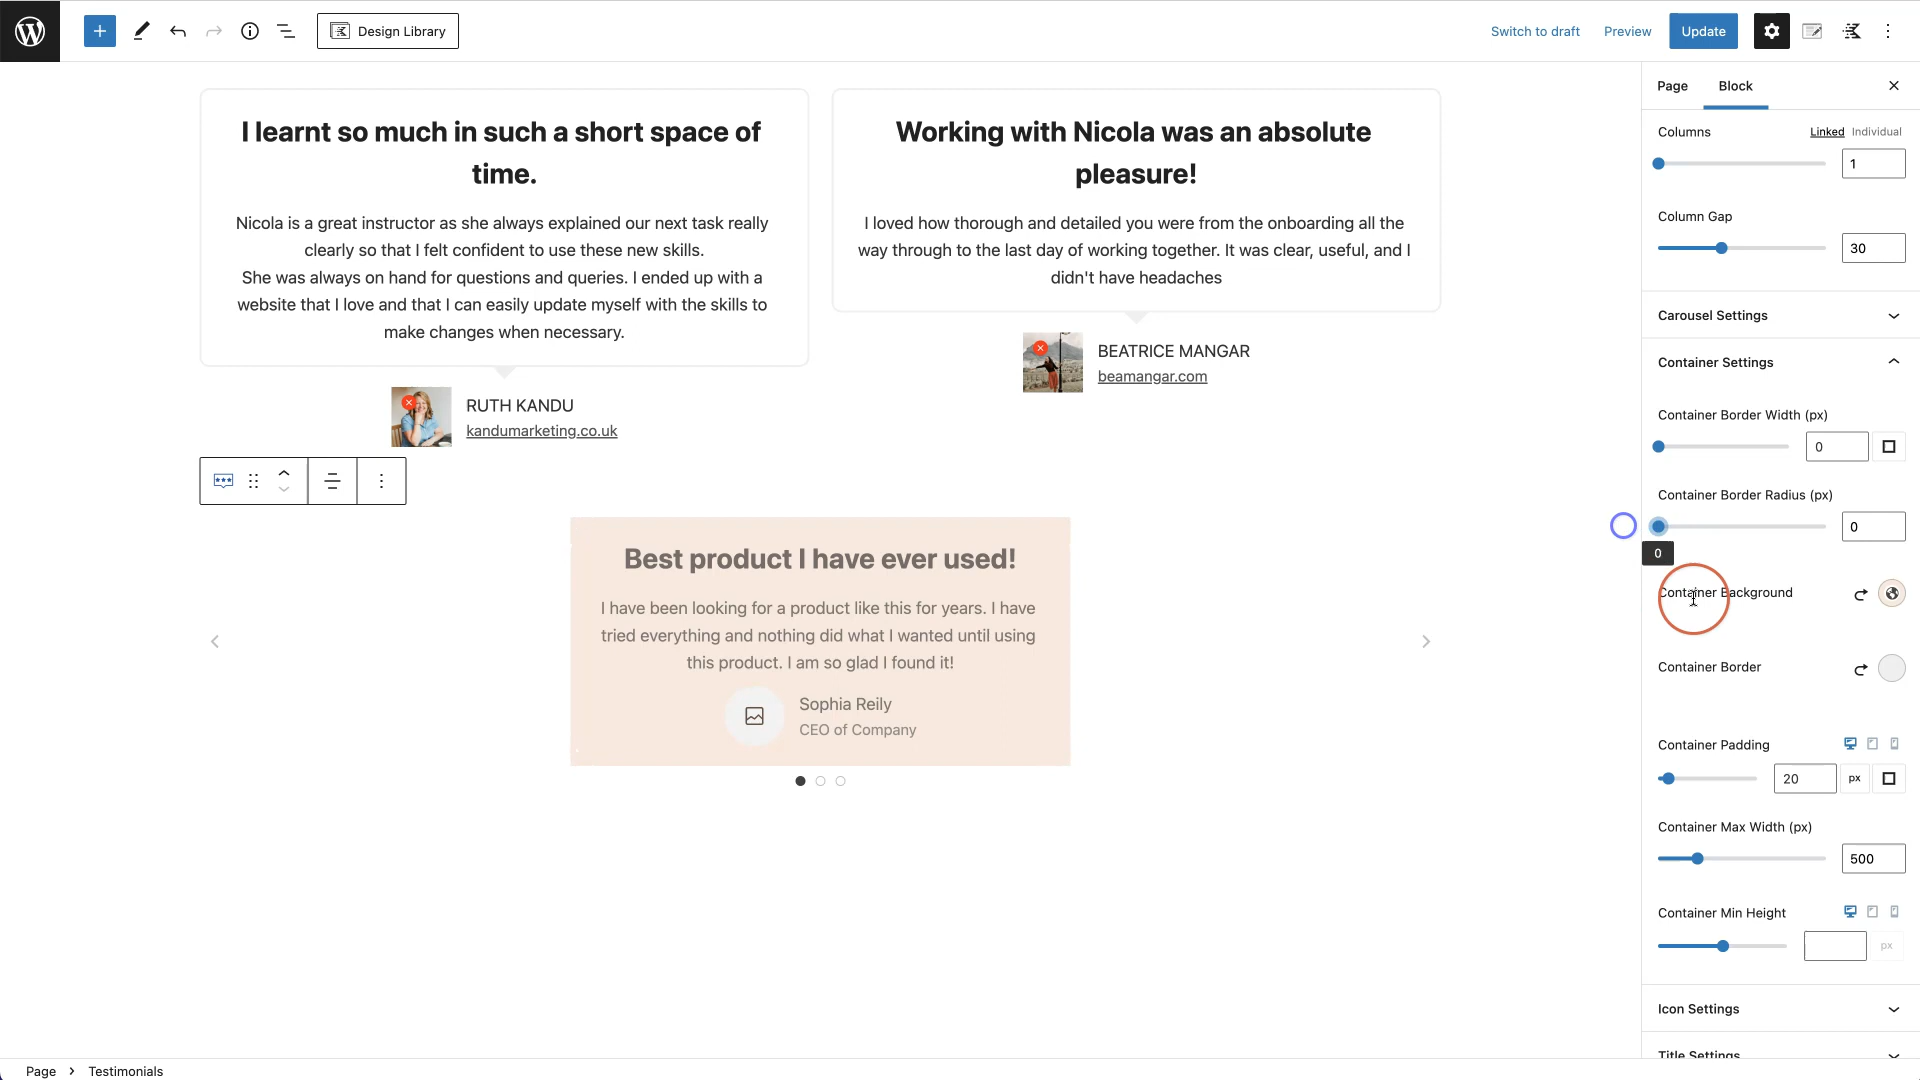 Design Library
Switch to draft
Preview
Update
Page
Block
I learnt so much in such a short space of
time.
Nicola is a great instructor as she always explained our next task really
clearly so that I felt confident to use these new skills.
She was always on hand for questions and queries. I ended up with a
website that I love and that I can easily update myself with the skills to
make changes when necessary.
RUTH KANDU
kandumarketing.co.uk
Working with Nicola was an absolute
pleasure!
I loved how thorough and detailed you were from the onboarding all the
way through to the last day of working together. It was clear, useful, and I
didn't have headaches
BEATRICE MANGAR
beamangar.com
Best product I have ever used!
I have been looking for a product like this for years. I have
tried everything and nothing did what I wanted until using
this product. I am so glad I found it!
Sophia Reily
CEO of Company
Columns
Linked Individual
1
Column Gap
30
Carousel Settings
Container Settings
Container Border Width (px)
0
Container Border Radius (px)
0
0
Container Background
Container Border
Container Padding
20
px
Container Max Width (px)
500
Container Min Height
px
Icon Settings
Title Settings
Page
Testimonials